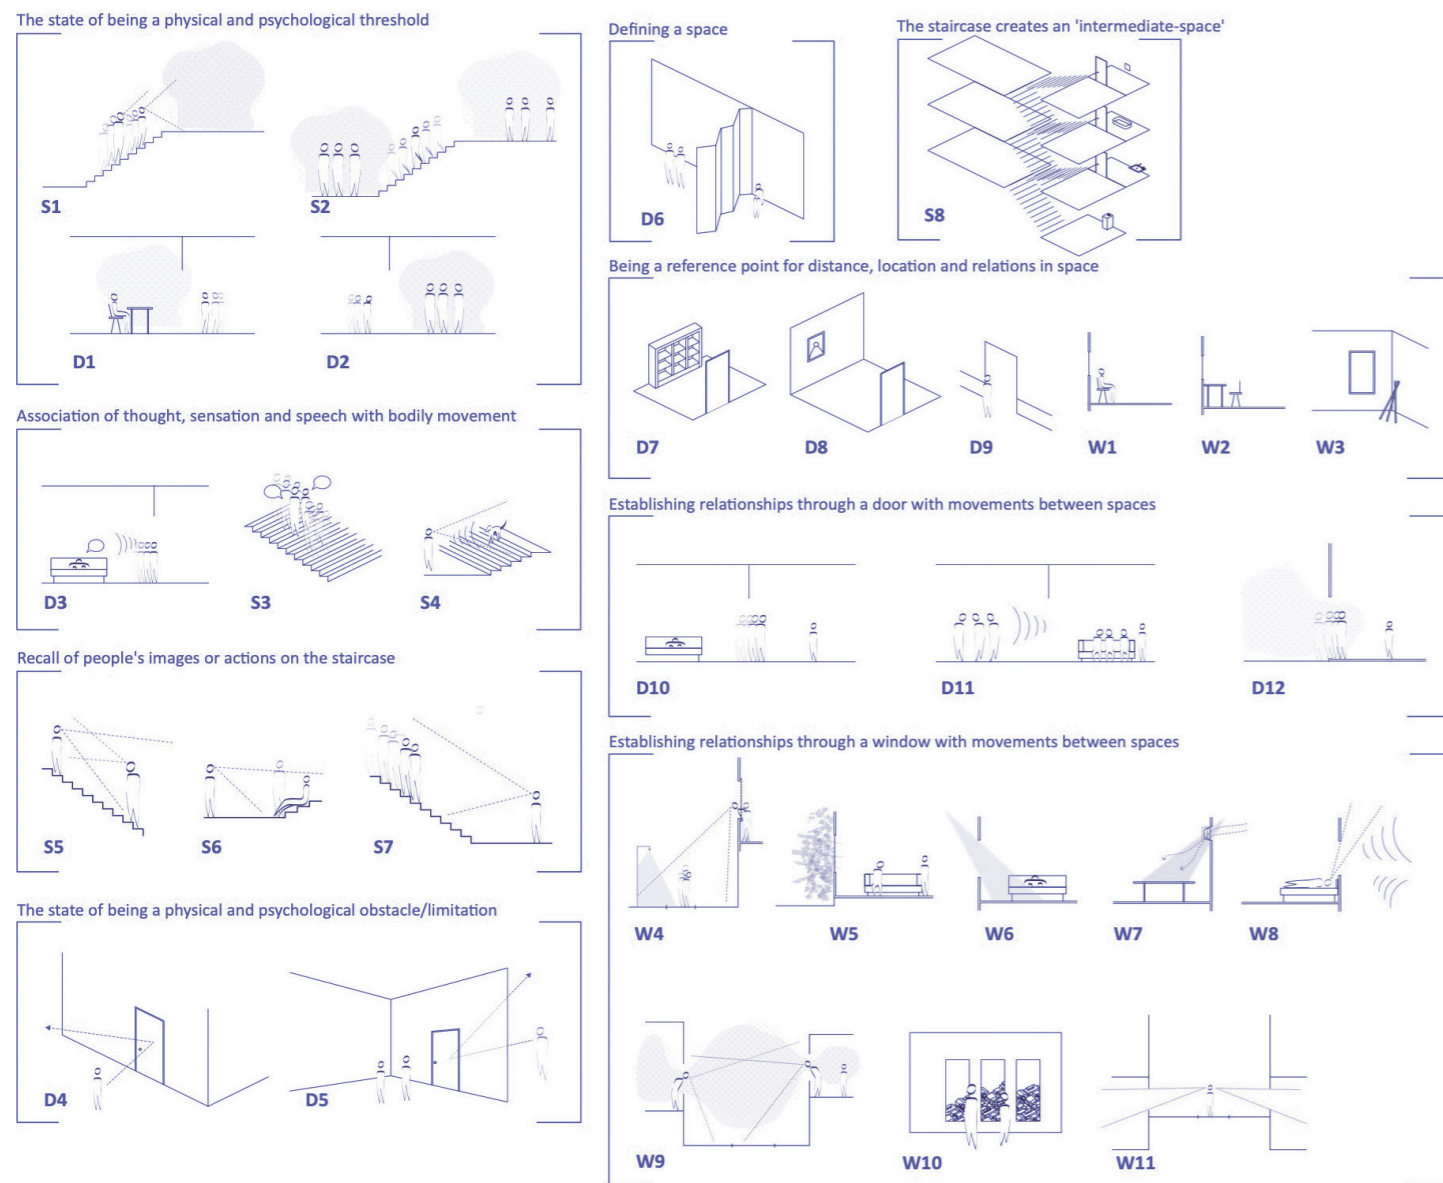 The state of being a physical and psychological threshold
S1
S2
D1
D2
Association of thought, sensation and speech with bodily movement
D3
S3
S4
Recall of people's images or actions on the staircase
S5
S6
S7
The state of being a physical and psychological obstacle/limitation
D4
D5
Defining a space
D6
The staircase creates an 'intermediate-space'
S8
Being a reference point for distance, location and relations in space
D7
D8
D9
W1
W2
W3
Establishing relationships through a door with movements between spaces
D10
D11
D12
Establishing relationships through a window with movements between spaces
W4
W5
W6
W7
W8
W9
W10
W11